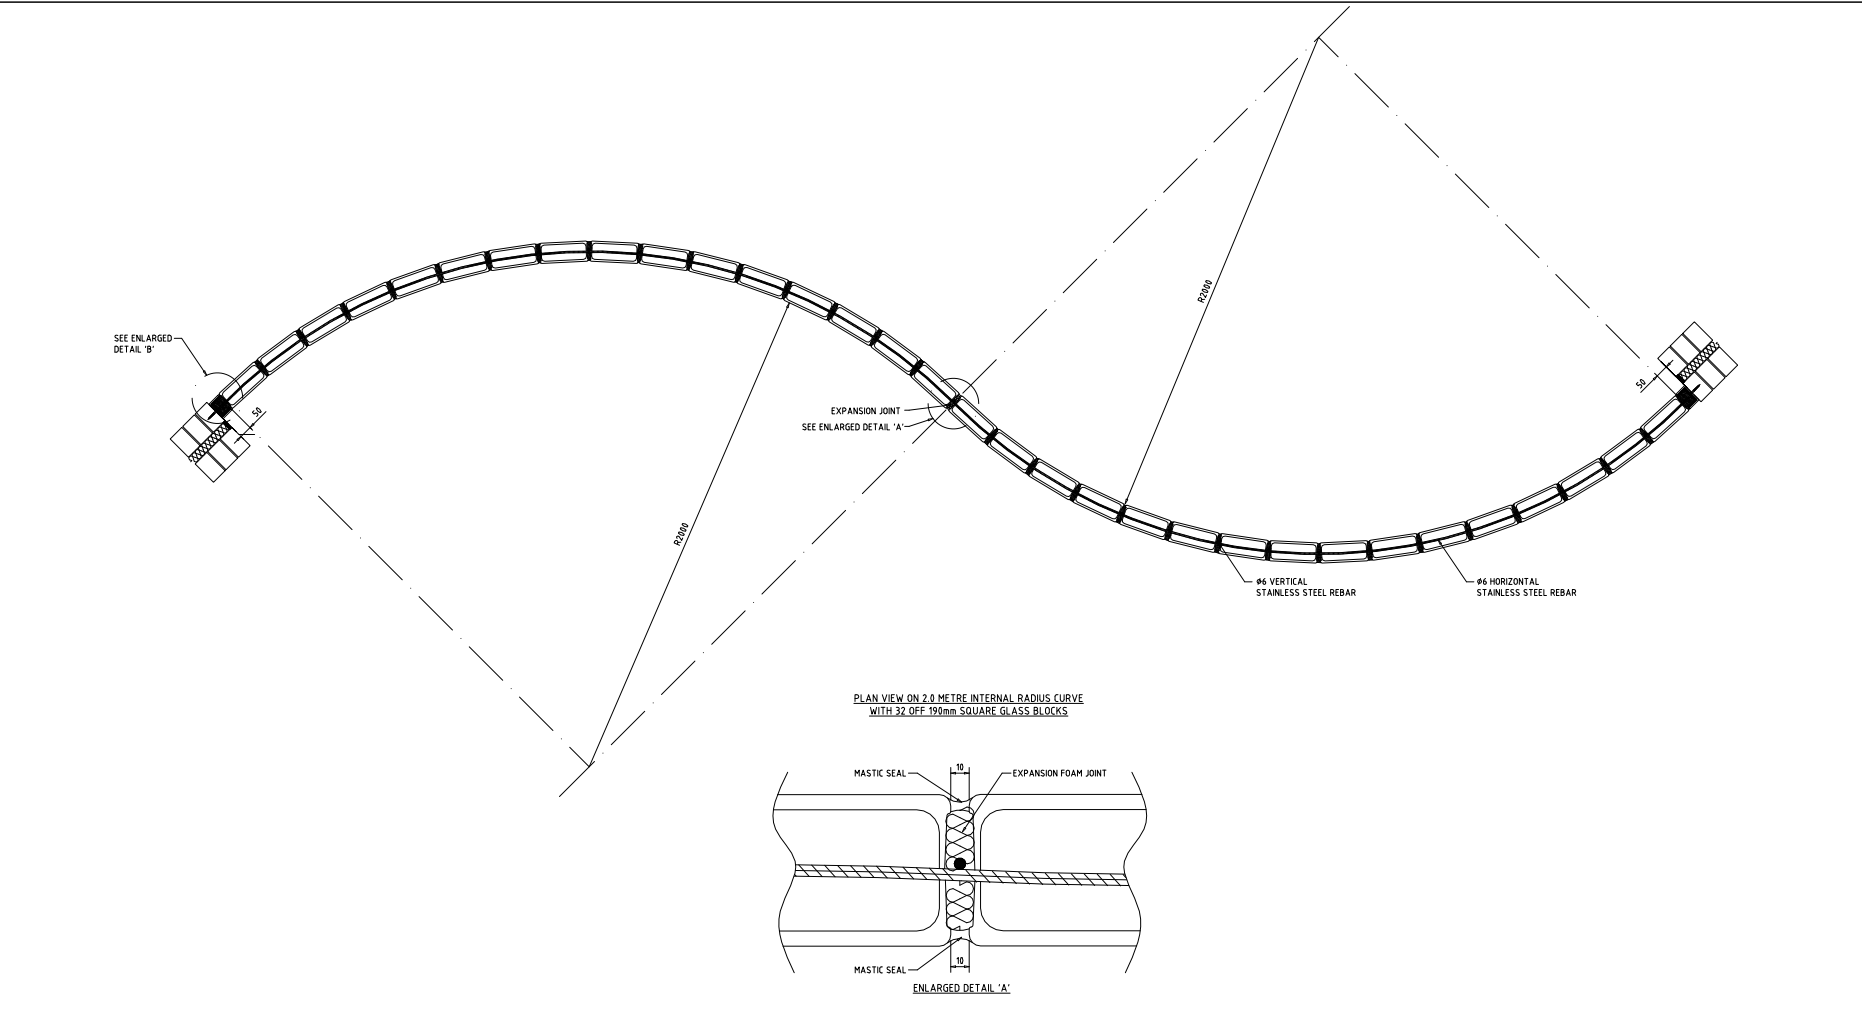 R2000
SEE ENLARGED
DETAIL 'B'
50
50
EXPANSION JOINT
SEE ENLARGED DETAIL 'A'
R2000
Ø6 VERTICAL
STAINLESS STEEL REBAR
Ø6 HORIZONTAL
STAINLESS STEEL REBAR
PLAN VIEW ON 2.0 METRE INTERNAL RADIUS CURVE
WITH 32 OFF 190mm SQUARE GLASS BLOCKS
10
MASTIC SEAL
EXPANSION FOAM JOINT
10
MASTIC SEAL
ENLARGED DETAIL 'A'